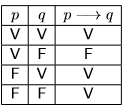 p q p ⟶ q
V V V
V F F
F V V
F F V